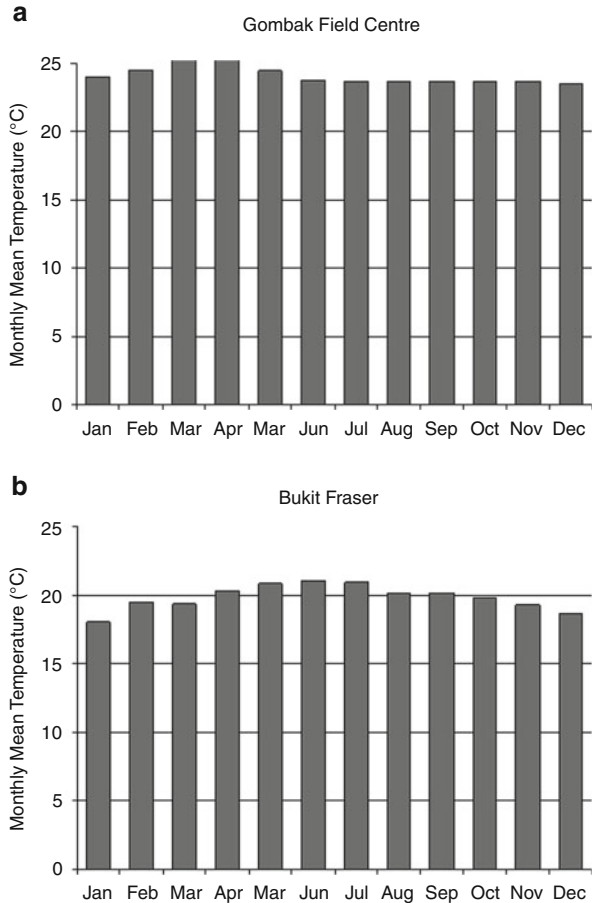 a
Gombak Field Centre
Monthly Mean Temperature (°C)
25
20
15
10
5
0
Jan Feb Mar Apr Mar Jun Jul Aug Sep Oct Nov Dec
b
Bukit Fraser
Monthly Mean Temperature (°C)
25
20
15
10
5
0
Jan Feb Mar Apr Mar Jun Jul Aug Sep Oct Nov Dec